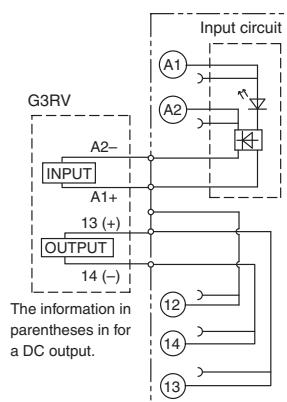 Input circuit
A1
A2
G3RV
A2–
INPUT
A1+
13 (+)
OUTPUT
14 (–)
The information in
parentheses in for
a DC output.
12
14
13